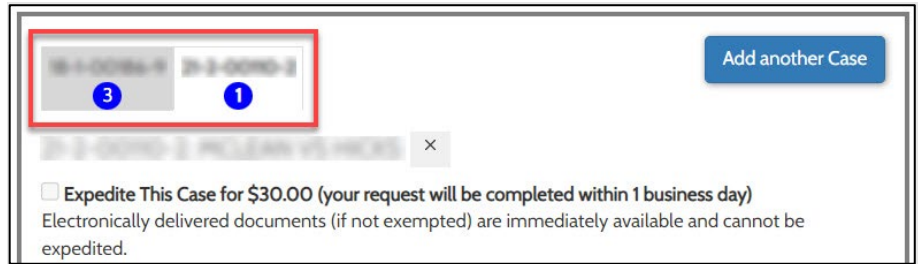 Add another Case
3 1
×
Expedite This Case for $30.00 (your request will be completed within 1 business day)
Electronically delivered documents (if not exempted) are immediately available and cannot be
expedited.